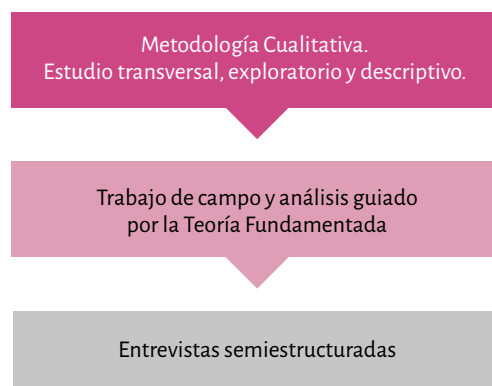 Metodología Cualitativa.
Estudio transversal, exploratorio y descriptivo.
Trabajo de campo y análisis guiado
por la Teoría Fundamentada
Entrevistas semiestructuradas